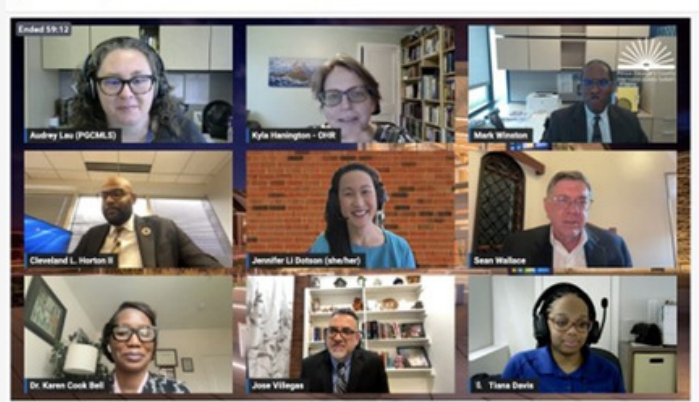 Ended 59:12
Audrey Lau (PGCMLS)
Kyla Hanington - OHR
Mark Winston
Cleveland L. Horton II
Jennifer Li Dotson (she/her)
Sean Wallace
Dr. Karen Cook Bell
Jose Villegas
Tiana Davis